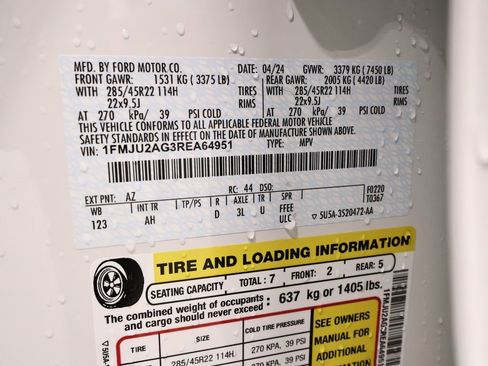 MFD. BY FORD MOTOR CO.
DATE: 04/24 GVWR: 3379 KG ( 7450 LB)
FRONT GAWR: 1531 KG ( 3375 LB) REAR GAWR: 2005 KG ( 4420 LB)
WITH 285/45R22 114H TIRES WITH 285/45R22 114H TIRES
22x9.5J RIMS 22x9.5J RIMS
AT 270 kPa/ 39 PSI COLD AT 270 kPa/ 39 PSI COLD
THIS VEHICLE CONFORMS TO ALL APPLICABLE FEDERAL MOTOR VEHICLE
SAFETY STANDARDS IN EFFECT ON THE DATE OF MANUFACTURE SHOWN ABOVE.
VIN: 1FMJU2AG3REA64951 TYPE: MPV
EXT PNT: AZ RC: 44 DSO: F0220
WB INT TR TP/PS R AXLE TR SPR T0367
123 AH D 3L U FFEE
ULC ▽ 5U5A-3520472-AA
TIRE AND LOADING INFORMATION
SEATING CAPACITY TOTAL : 7 FRONT: 2 REAR: 5
The combined weight of occupants
and cargo should never exceed : 637 kg or 1405 lbs.
TIRE SIZE COLD TIRE PRESSURE
285/45R22 114H 270 KPA, 39 PSI
SEE OWNERS
MANUAL FOR
ADDITIONAL
1FMJU2AG3REA64951